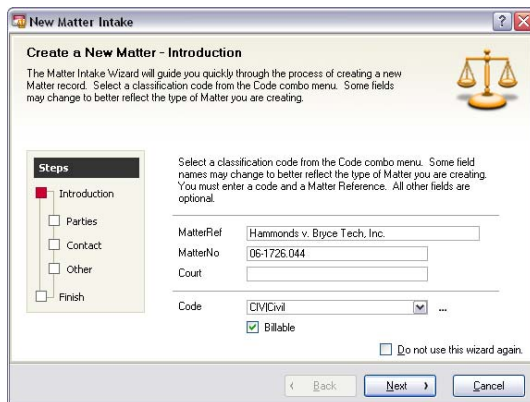 New Matter Intake
Create a New Matter - Introduction
The Matter Intake Wizard will guide you quickly through the process of creating a new
Matter record. Select a classification code from the Code combo menu. Some fields
may change to better reflect the type of Matter you are creating.
Steps
Introduction
Parties
Contact
Other
Finish
Select a classification code from the Code combo menu. Some field
names may change to better reflect the type of Matter you are creating.
You must enter a code and a Matter Reference. All other fields are
optional.
MatterRef Hammonds v. Bryce Tech, Inc.
MatterNo 06-1726.044
Court
Code CIV|Civil ...
Billable
Do not use this wizard again.
‹ Back Next › Cancel